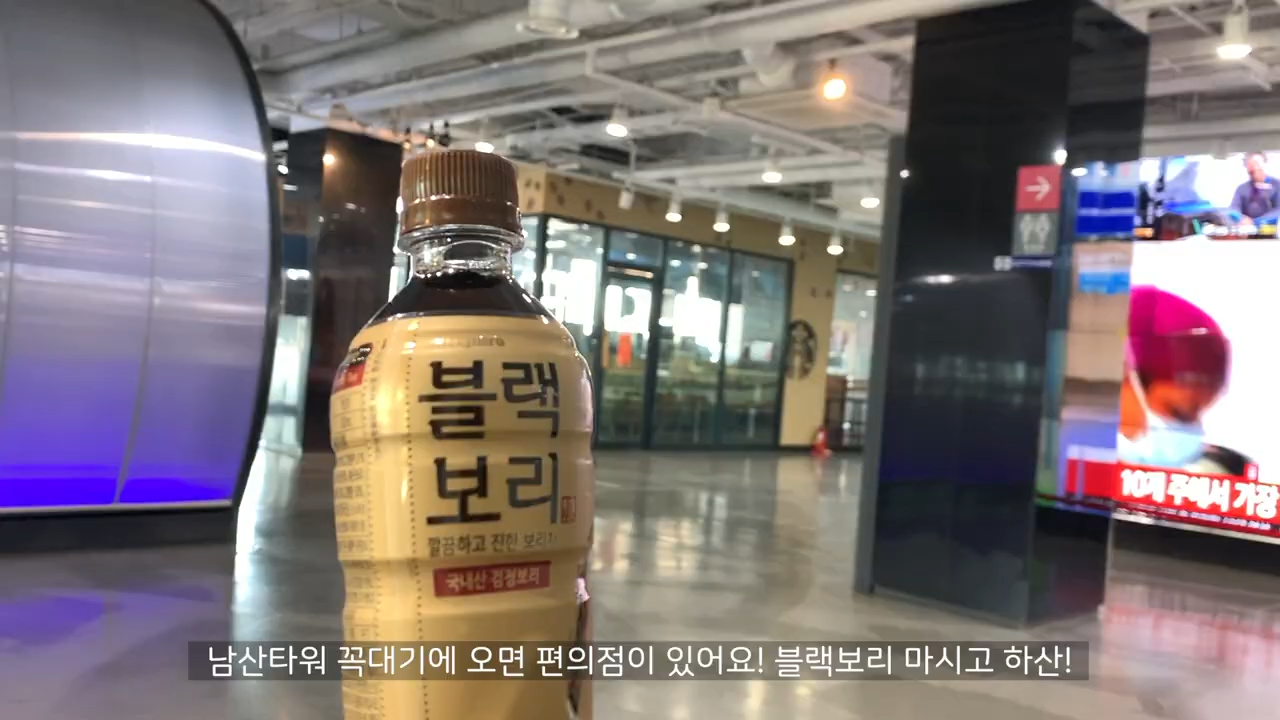 블랙
보리
깔끔하고 진한 보리차
국내산 검정보리
10개 주에서 가장
남산타워 꼭대기에 오면 편의점이 있어요! 블랙보리 마시고 하산!